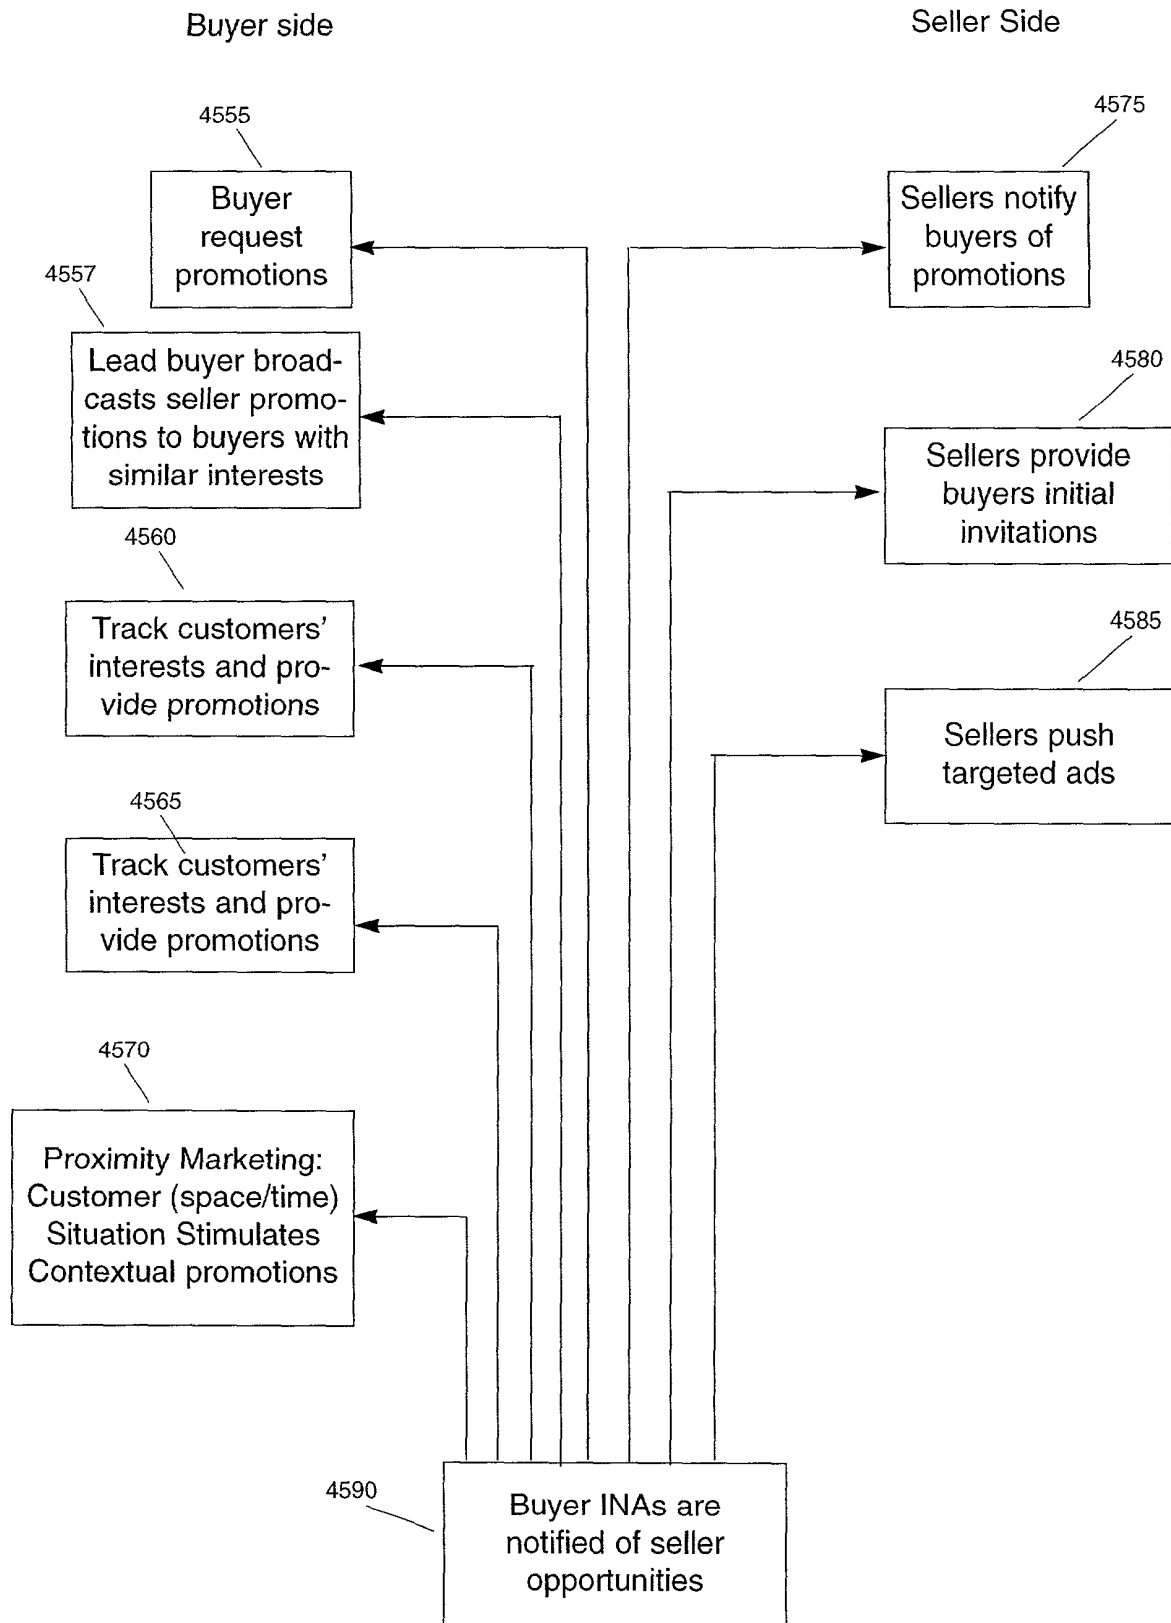 Buyer side
Seller Side
4555
Buyer
request
promotions
4557
Lead buyer broad-
casts seller promo-
tions to buyers with
similar interests
4560
Track customers'
interests and pro-
vide promotions
4565
Track customers'
interests and pro-
vide promotions
4570
Proximity Marketing:
Customer (space/time)
Situation Stimulates
Contextual promotions
4575
Sellers notify
buyers of
promotions
4580
Sellers provide
buyers initial
invitations
4585
Sellers push
targeted ads
4590
Buyer INAs are
notified of seller
opportunities